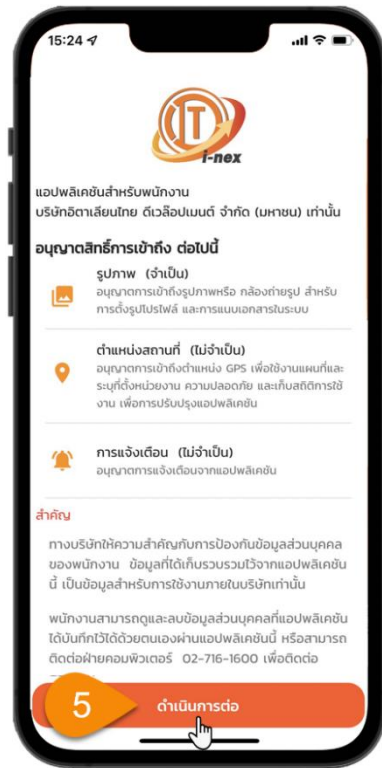 15:24
i-nex
แอปพลิเคชันสำหรับพนักงาน
บริษัทอิตาเลียนไทย ดีเวล๊อปเมนต์ จำกัด (มหาชน) เท่านั้น
อนุญาตสิทธิ์การเข้าถึง ต่อไปนี้
รูปภาพ (จำเป็น)
อนุญาตการเข้าถึงรูปภาพหรือ กล้องถ่ายรูป สำหรับ
การตั้งรูปโปรไฟล์ และการแนบเอกสารในระบบ
ตำแหน่งสถานที่ (ไม่จำเป็น)
อนุญาตการเข้าถึงตำแหน่ง GPS เพื่อใช้งานแผนที่และ
ระบุที่ตั้งหน่วยงาน ความปลอดภัย และเก็บสถิติการใช้
งาน เพื่อการปรับปรุงแอปพลิเคชัน
การแจ้งเตือน (ไม่จำเป็น)
อนุญาตการแจ้งเตือนจากแอปพลิเคชัน
สำคัญ
ทางบริษัทให้ความสำคัญกับการป้องกันข้อมูลส่วนบุคคล
ของพนักงาน ข้อมูลที่ได้เก็บรวบรวมไว้จากแอปพลิเคชัน
นี้ เป็นข้อมูลสำหรับการใช้งานภายในบริษัทเท่านั้น
พนักงานสามารถดูและลบข้อมูลส่วนบุคคลที่แอปพลิเคชัน
ได้บันทึกไว้ได้ด้วยตนเองผ่านแอปพลิเคชันนี้ หรือสามารถ
ติดต่อฝ่ายคอมพิวเตอร์ 02-716-1600 เพื่อติดต่อ
5 ดำเนินการต่อ